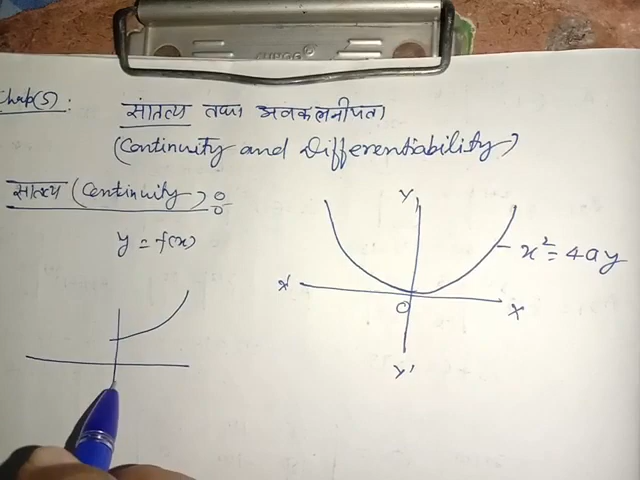 Chap(5):
सांतत्य तथा अवकलनीयता
(Continuity and Differentiability)
सातत्य (Continuity) :
y = f(x)
Y
x² = 4ay
X'
O
X
Y'